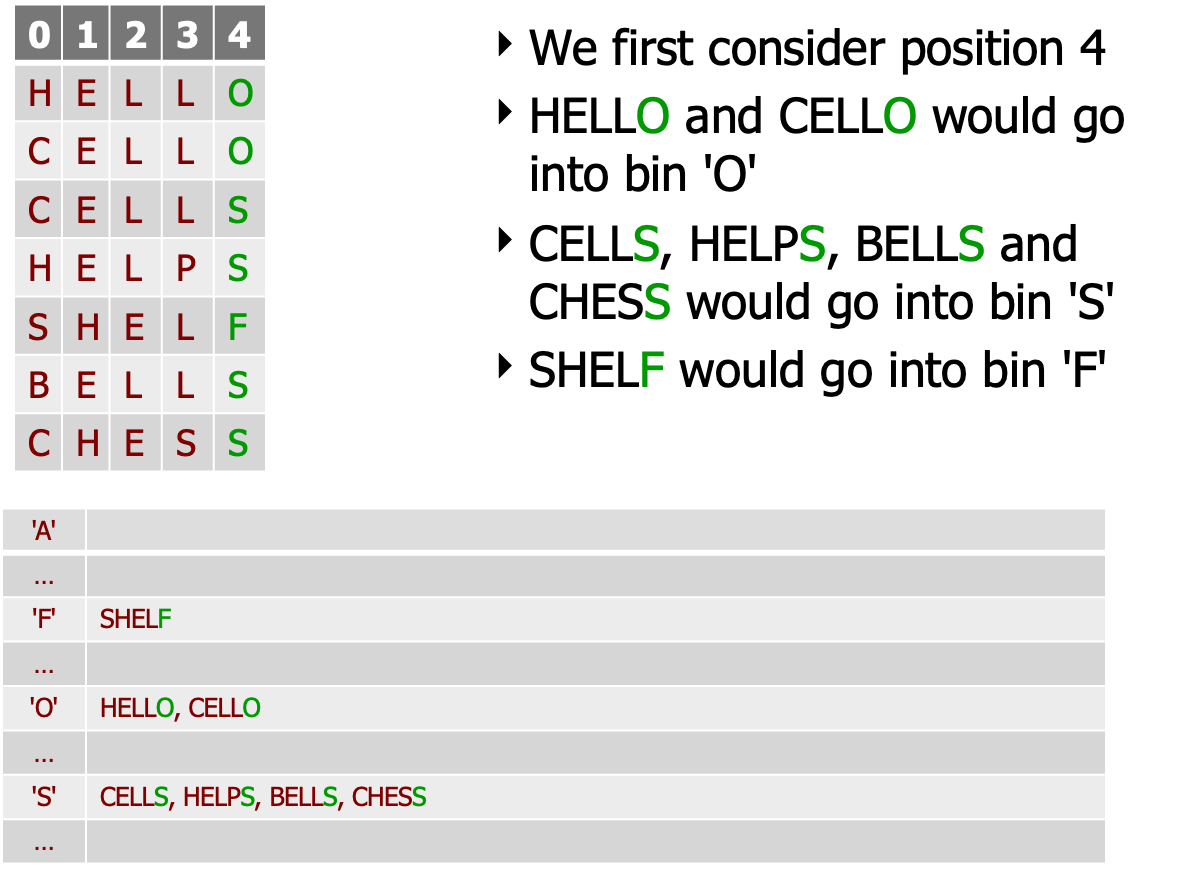 0 1 2 3 4
H E L L O
C E L L O
C E L L S
H E L P S
S H E L F
B E L L S
C H E S S
We first consider position 4
HELLO and CELLO would go
into bin 'O'
CELLS, HELPS, BELLS and
CHESS would go into bin 'S'
SHELF would go into bin 'F'
'A'
...
'F' SHELF
...
'O' HELLO, CELLO
...
'S' CELLS, HELPS, BELLS, CHESS
...